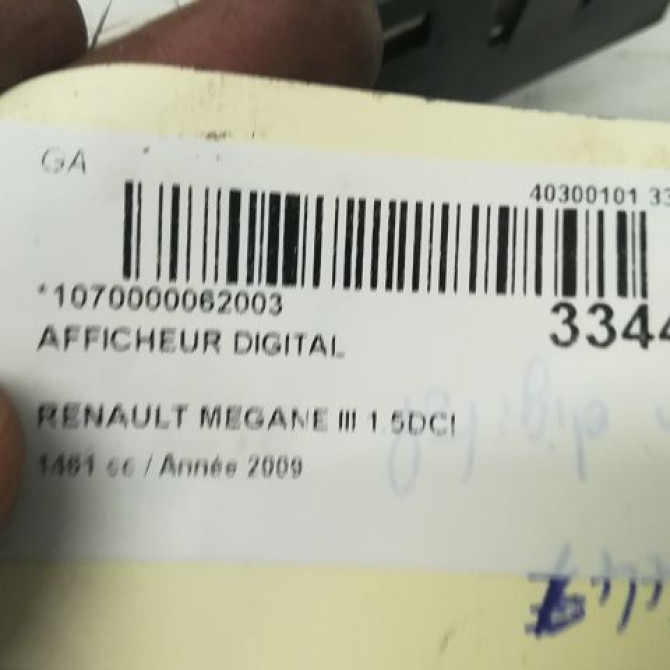 GA
40300101 33
*1070000062003
3344
AFFICHEUR DIGITAL
RENAULT MEGANE III 1.5DCI
1461 cc / Année 2009